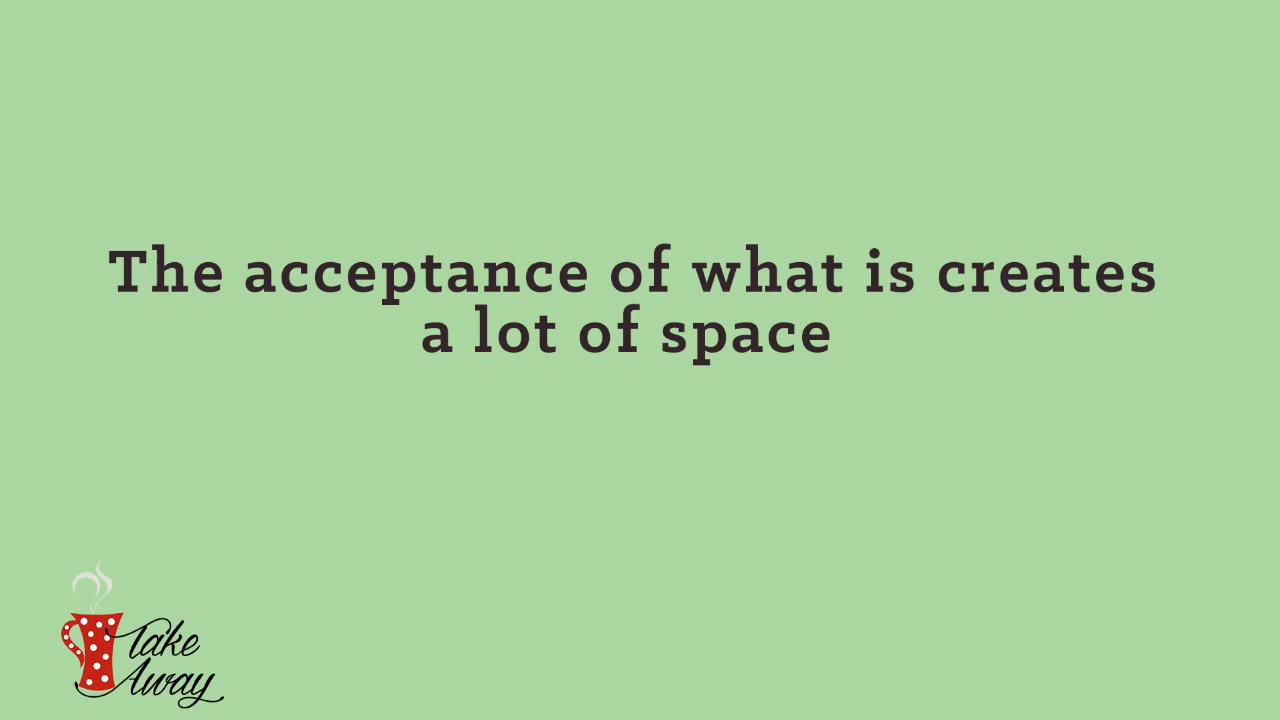 The acceptance of what is creates
a lot of space
Take
Away